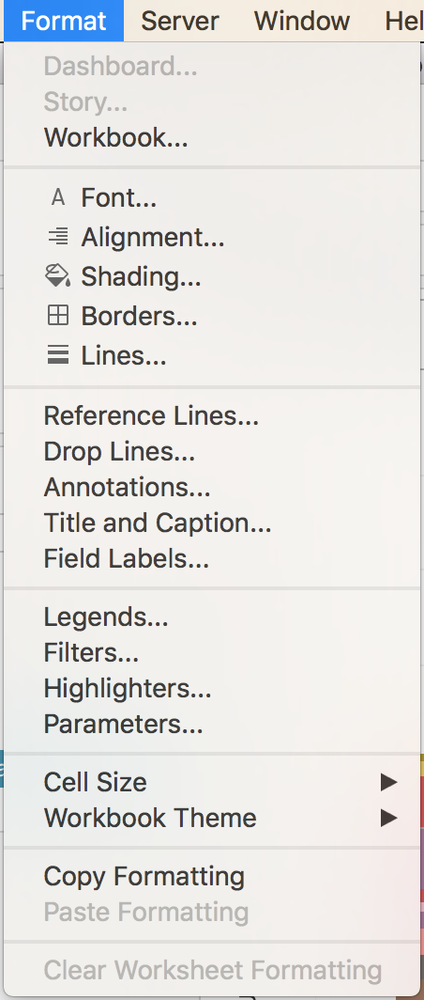 Format Server Window Hel
Dashboard...
Story...
Workbook...
Font...
Alignment...
Shading...
Borders...
Lines...
Reference Lines...
Drop Lines...
Annotations...
Title and Caption...
Field Labels...
Legends...
Filters...
Highlighters...
Parameters...
Cell Size
Workbook Theme
Copy Formatting
Paste Formatting
Clear Worksheet Formatting